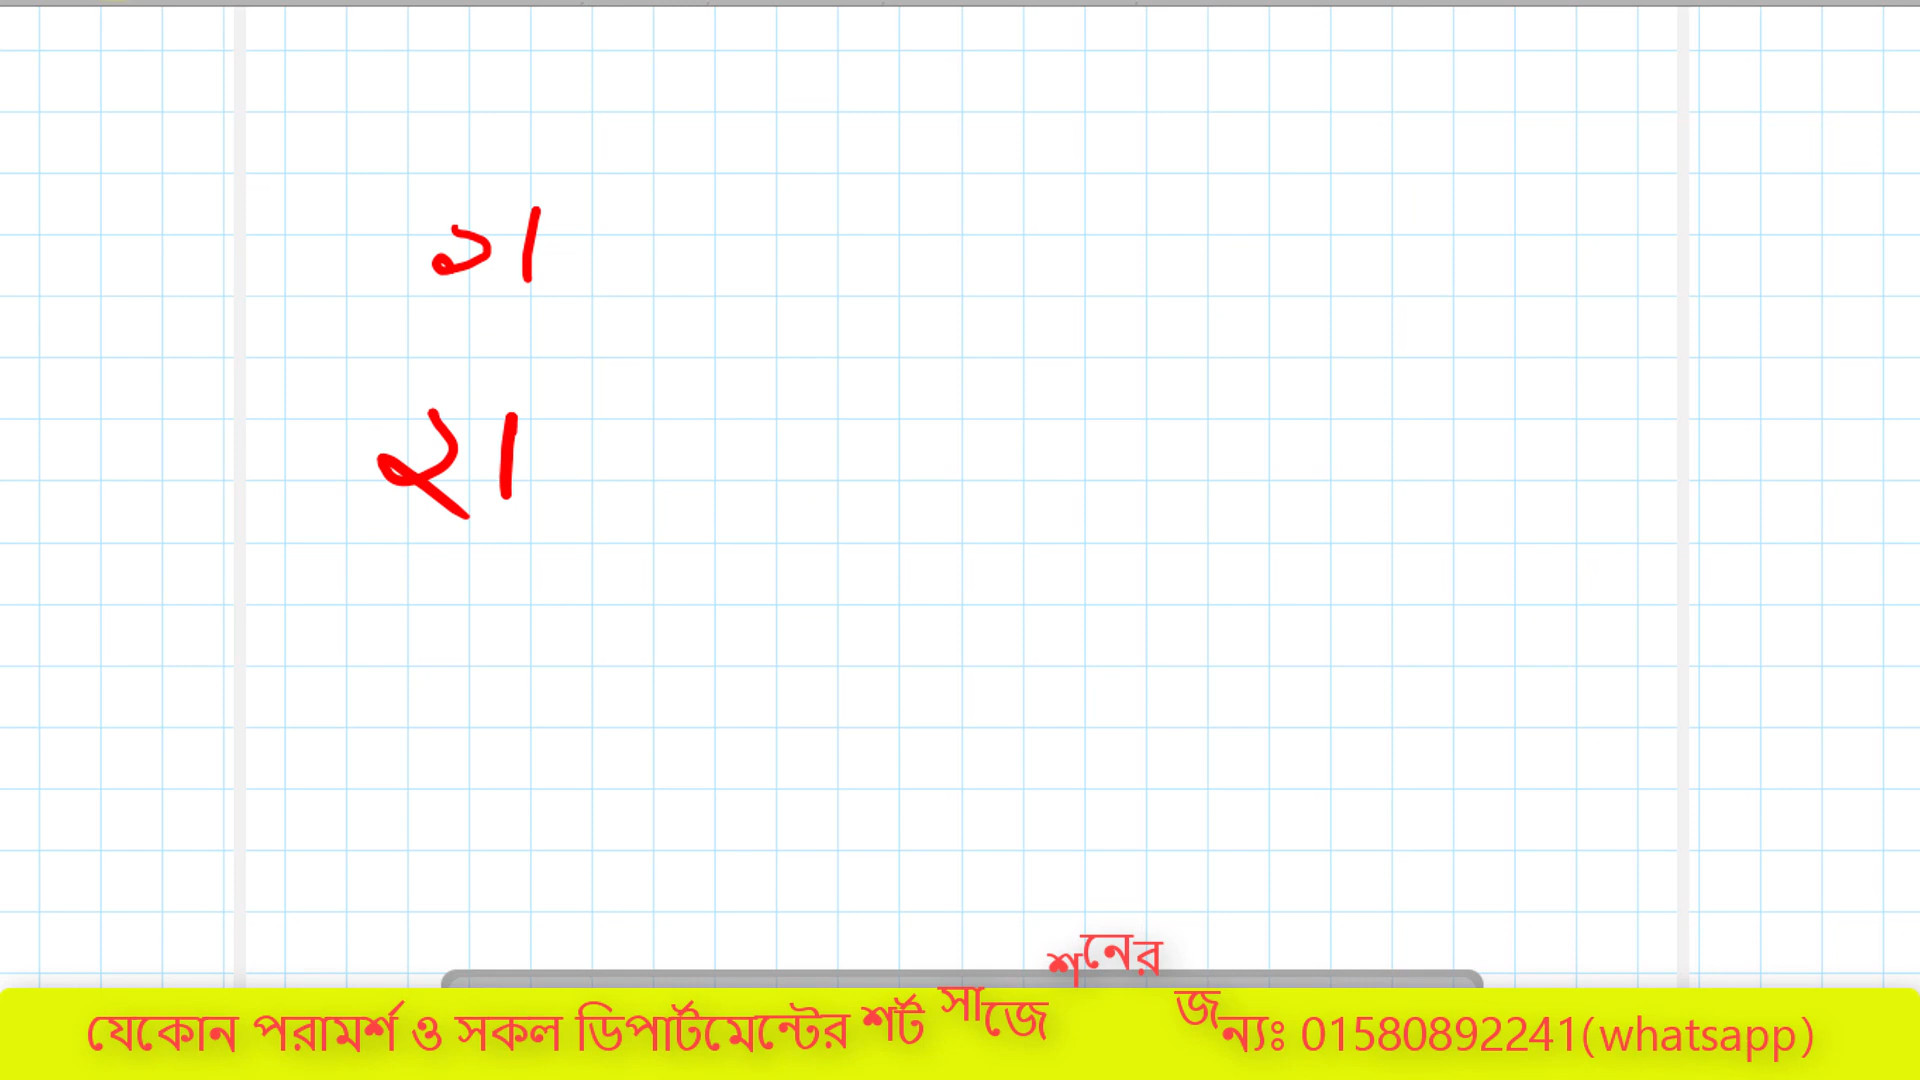 ১।
২।
যেকোন পরামর্শ ও সকল ডিপার্টমেন্টের শর্ট সাজেশনের জন্যঃ 01580892241(whatsapp)